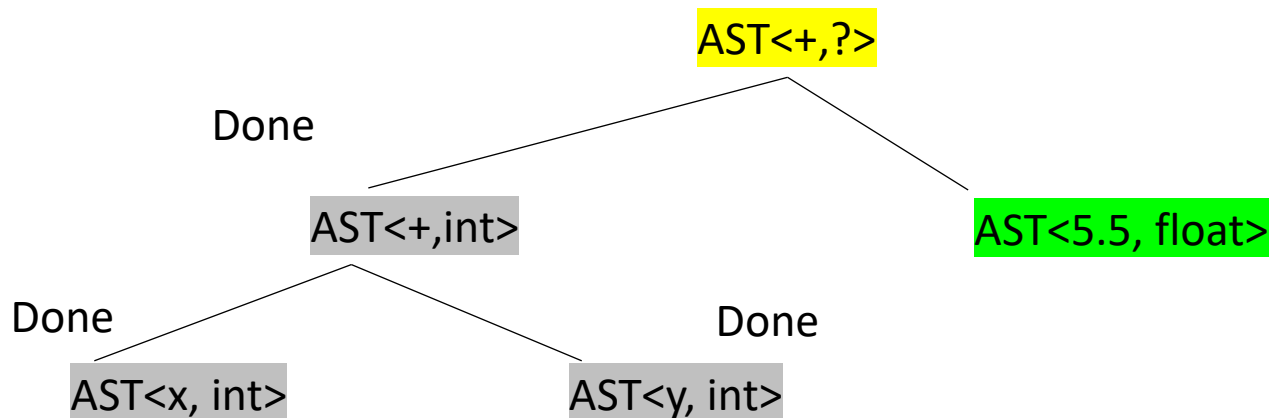 AST<+,?>
Done
AST<+,int>
AST<5.5, float>
Done
Done
AST<x, int>
AST<y, int>